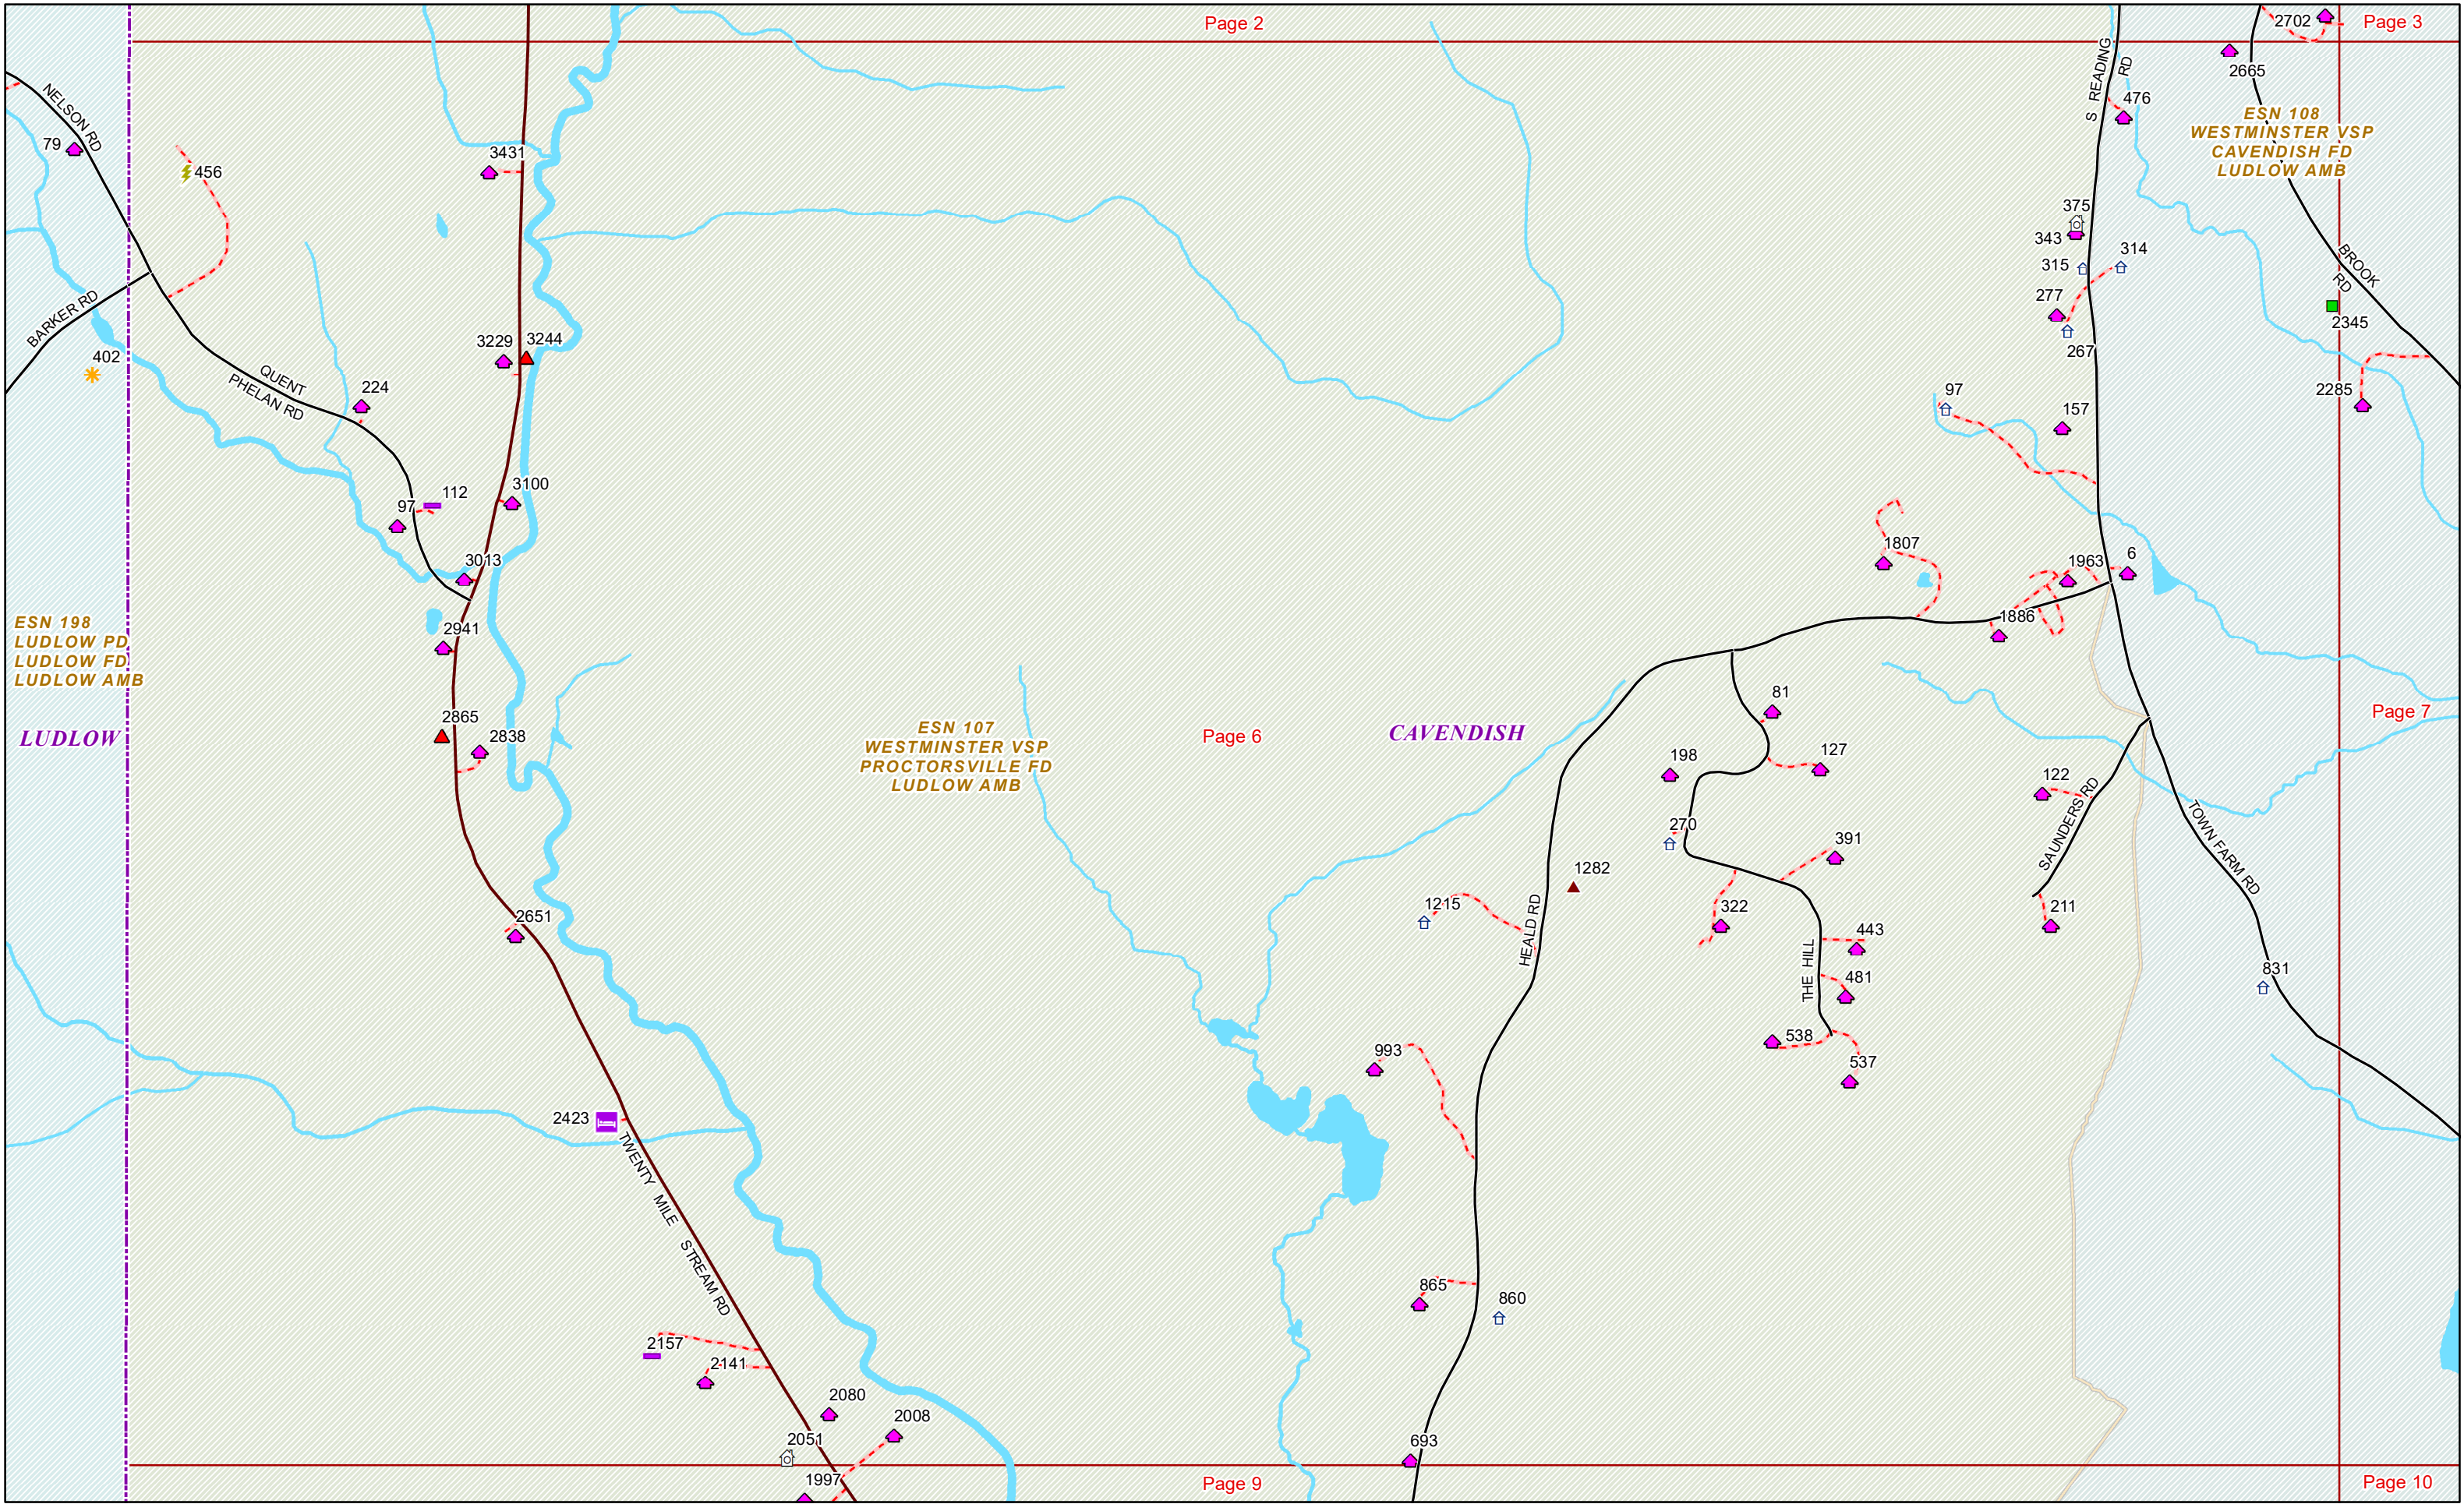 Page 2
2702
Page 3
S READING
RD
2665
NELSON RD
476
ESN 108
WESTMINSTER VSP
CAVENDISH FD
LUDLOW AMB
79
456
3431
375
343
314
315
BROOK
RD
277
BARKER RD
2345
3229
3244
267
402
QUENT
PHELAN RD
224
97
2285
157
112
3100
97
1807
3013
1963
6
ESN 198
LUDLOW PD
LUDLOW FD
LUDLOW AMB
1886
2941
81
2865
Page 7
LUDLOW
2838
ESN 107
WESTMINSTER VSP
PROCTORSVILLE FD
LUDLOW AMB
Page 6
CAVENDISH
198
127
122
SAUNDERS RD
TOWN FARM RD
270
391
1282
1215
322
211
2651
HEALD RD
443
THE HILL
481
831
993
538
537
2423
TWENTY MILE STREAM RD
865
860
2157
2141
2080
2008
2051
693
1997
Page 9
Page 10